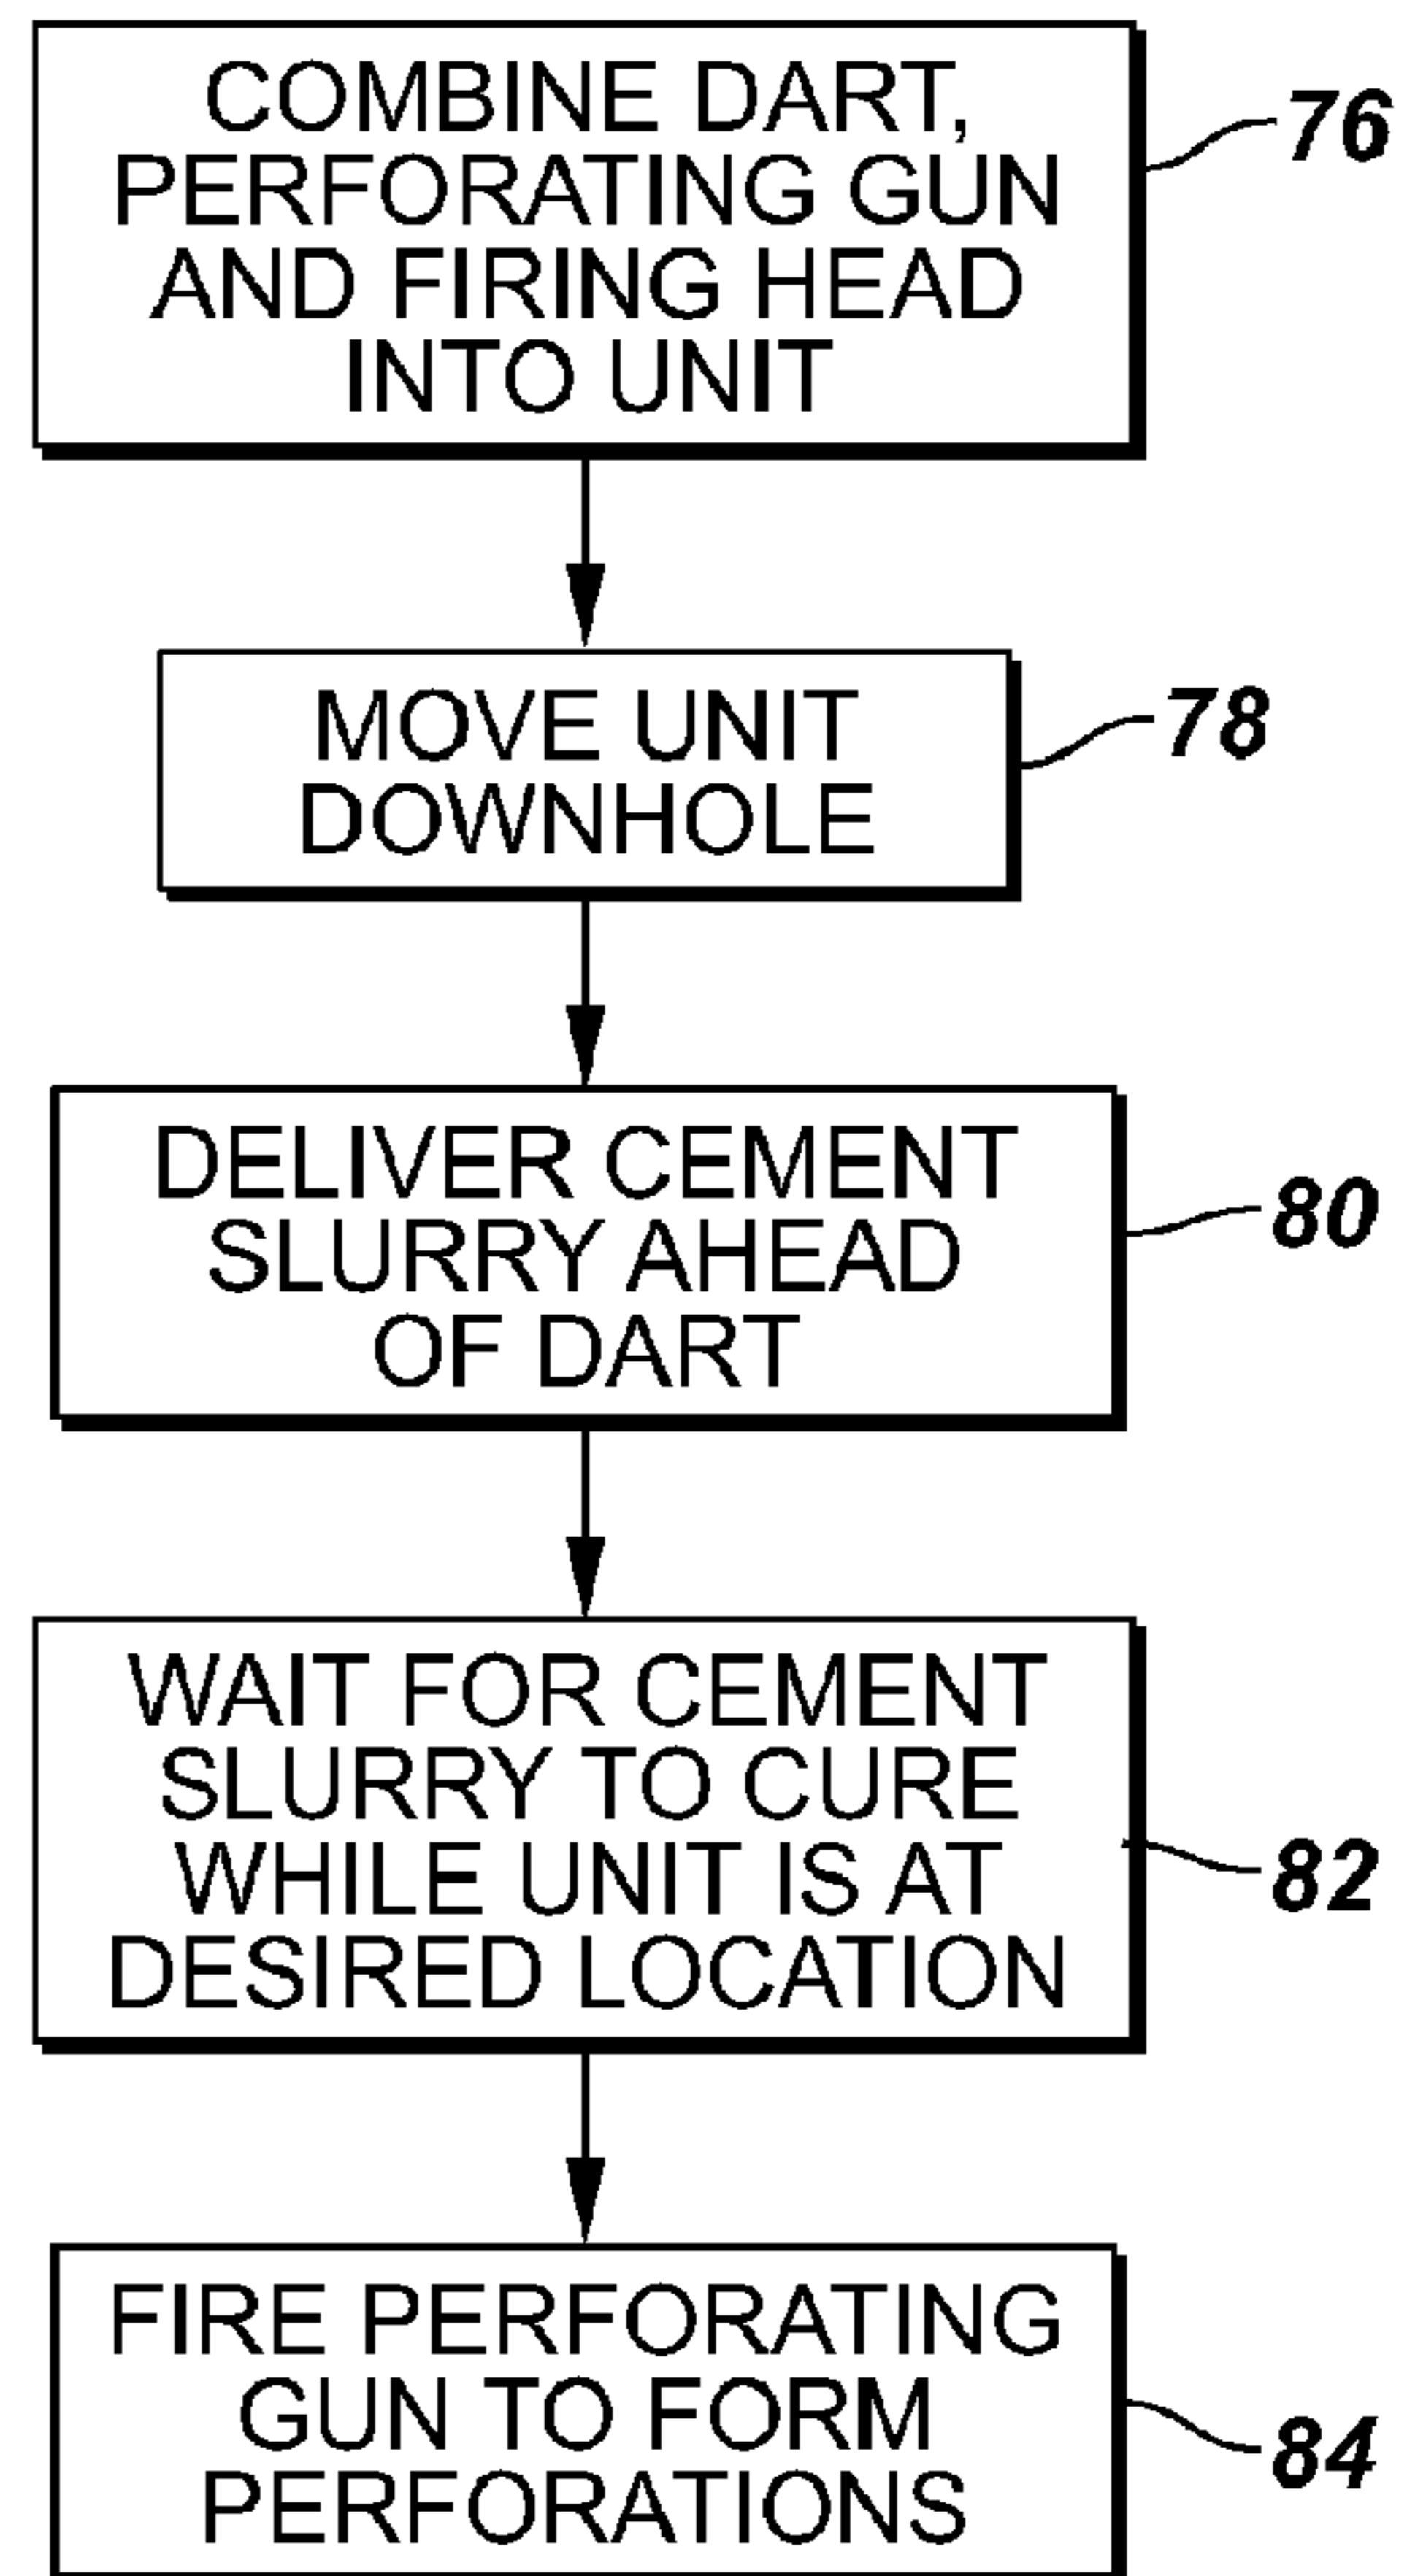 COMBINE DART,
PERFORATING GUN
AND FIRING HEAD
INTO UNIT
76
MOVE UNIT
DOWNHOLE
78
DELIVER CEMENT
SLURRY AHEAD
OF DART
80
WAIT FOR CEMENT
SLURRY TO CURE
WHILE UNIT IS AT
DESIRED LOCATION
82
FIRE PERFORATING
GUN TO FORM
PERFORATIONS
84